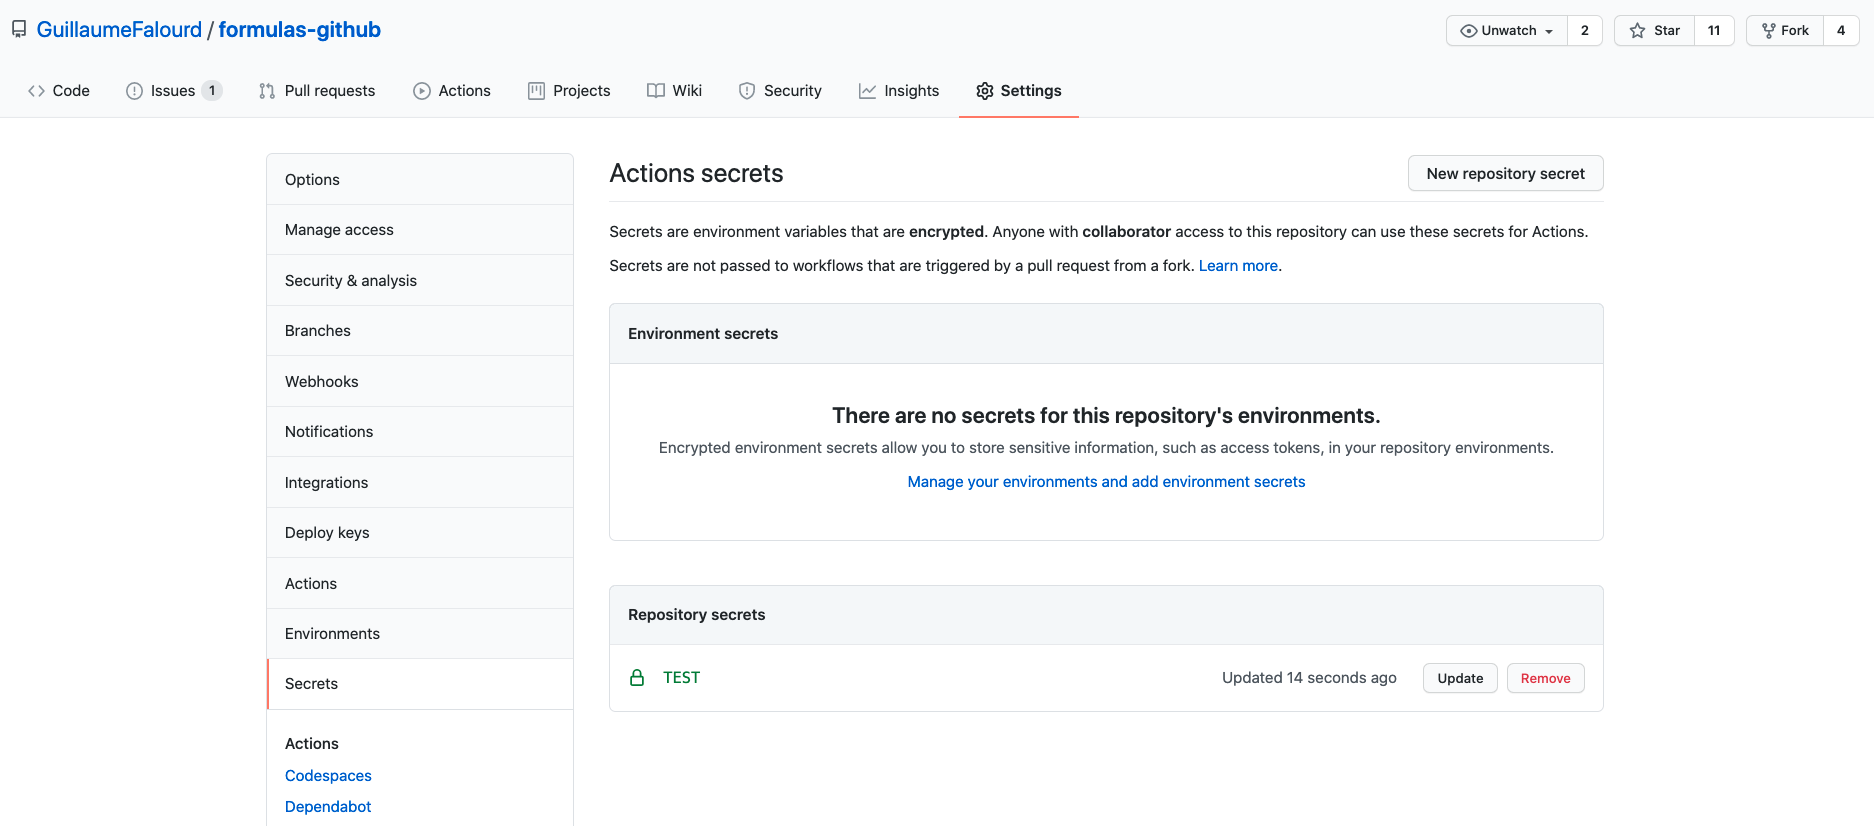 GuillaumeFalourd / formulas-github
Unwatch 2 Star 11 Fork 4
Code Issues 1 Pull requests Actions Projects Wiki Security Insights Settings
Options
Manage access
Security & analysis
Branches
Webhooks
Notifications
Integrations
Deploy keys
Actions
Environments
Secrets
Actions
Codespaces
Dependabot
Actions secrets
New repository secret
Secrets are environment variables that are encrypted. Anyone with collaborator access to this repository can use these secrets for Actions.
Secrets are not passed to workflows that are triggered by a pull request from a fork. Learn more.
Environment secrets
There are no secrets for this repository's environments.
Encrypted environment secrets allow you to store sensitive information, such as access tokens, in your repository environments.
Manage your environments and add environment secrets
Repository secrets
TEST Updated 14 seconds ago Update Remove